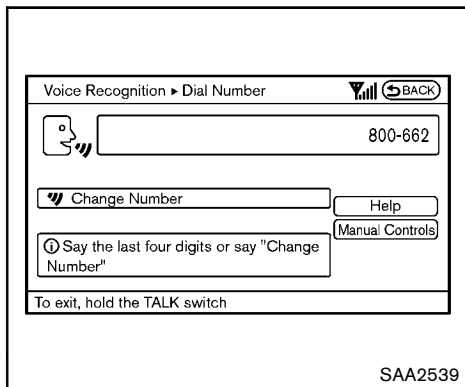 Voice Recognition ▸ Dial Number
BACK
800-662
Change Number
Help
Manual Controls
Say the last four digits or say "Change
Number"
To exit, hold the TALK switch
SAA2539